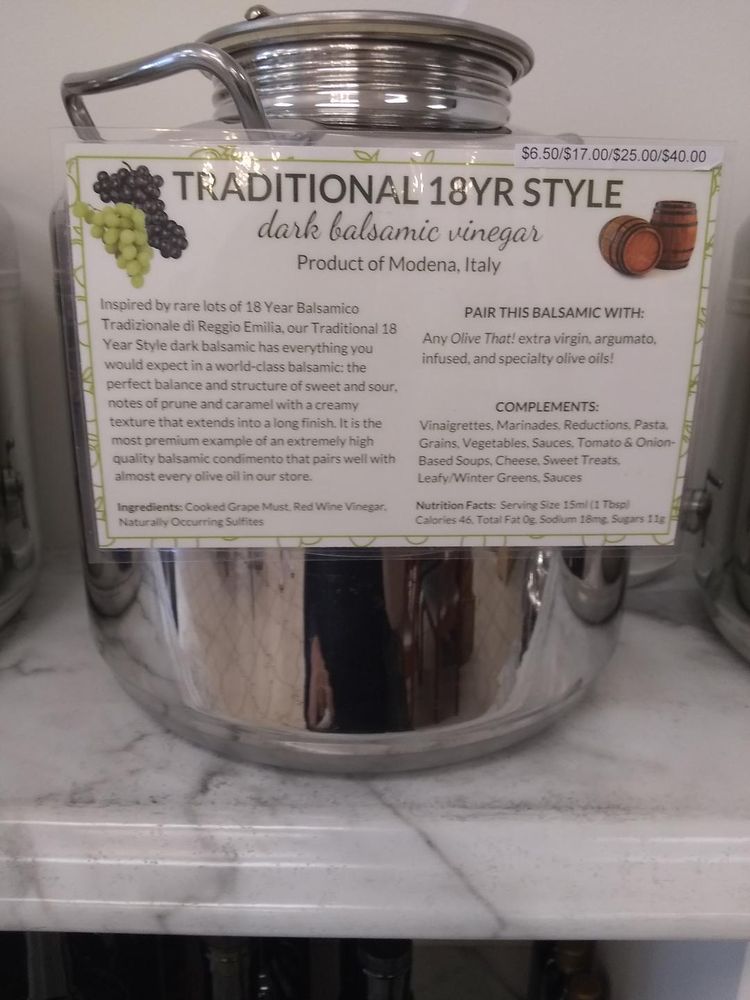 $6.50/$17.00/$25.00/$40.00
TRADITIONAL 18YR STYLE
dark balsamic vinegar
Product of Modena, Italy
Inspired by rare lots of 18 Year Balsamico
Tradizionale di Reggio Emilia, our Traditional 18
Year Style dark balsamic has everything you
would expect in a world-class balsamic: the
perfect balance and structure of sweet and sour,
notes of prune and caramel with a creamy
texture that extends into a long finish. It is the
most premium example of an extremely high
quality balsamic condimento that pairs well with
almost every olive oil in our store.
Ingredients: Cooked Grape Must, Red Wine Vinegar,
Naturally Occurring Sulfites
PAIR THIS BALSAMIC WITH:
Any Olive That! extra virgin, argumato,
infused, and specialty olive oils!
COMPLEMENTS:
Vinaigrettes, Marinades, Reductions, Pasta,
Grains, Vegetables, Sauces, Tomato & Onion-
Based Soups, Cheese, Sweet Treats,
Leafy/Winter Greens, Sauces
Nutrition Facts: Serving Size 15ml (1 Tbsp)
Calories 46, Total Fat 0g, Sodium 18mg, Sugars 11g